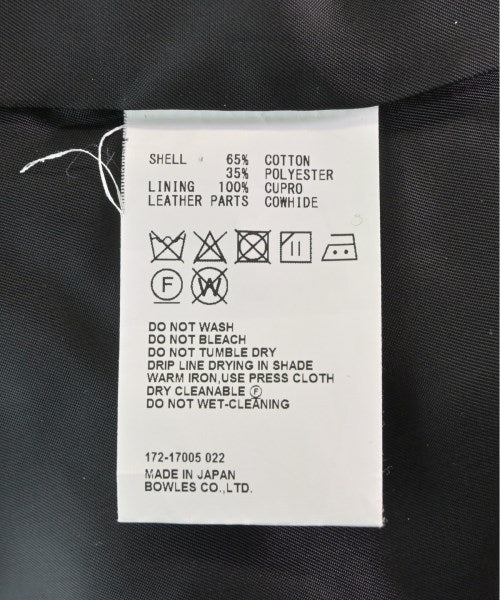 SHELL 65% COTTON
35% POLYESTER
LINING 100% CUPRO
LEATHER PARTS COWHIDE
F W
DO NOT WASH
DO NOT BLEACH
DO NOT TUMBLE DRY
DRIP LINE DRYING IN SHADE
WARM IRON,USE PRESS CLOTH
DRY CLEANABLE Ⓕ
DO NOT WET-CLEANING
172-17005 022
MADE IN JAPAN
BOWLES CO.,LTD.